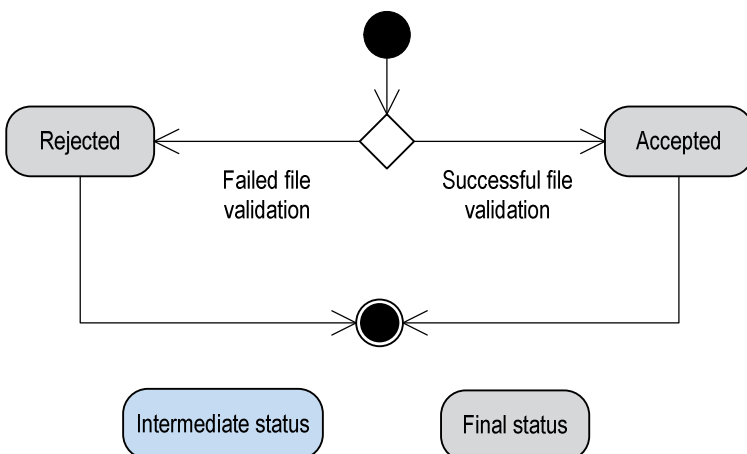 Rejected
Accepted
Failed file
validation
Successful file
validation
Intermediate status
Final status